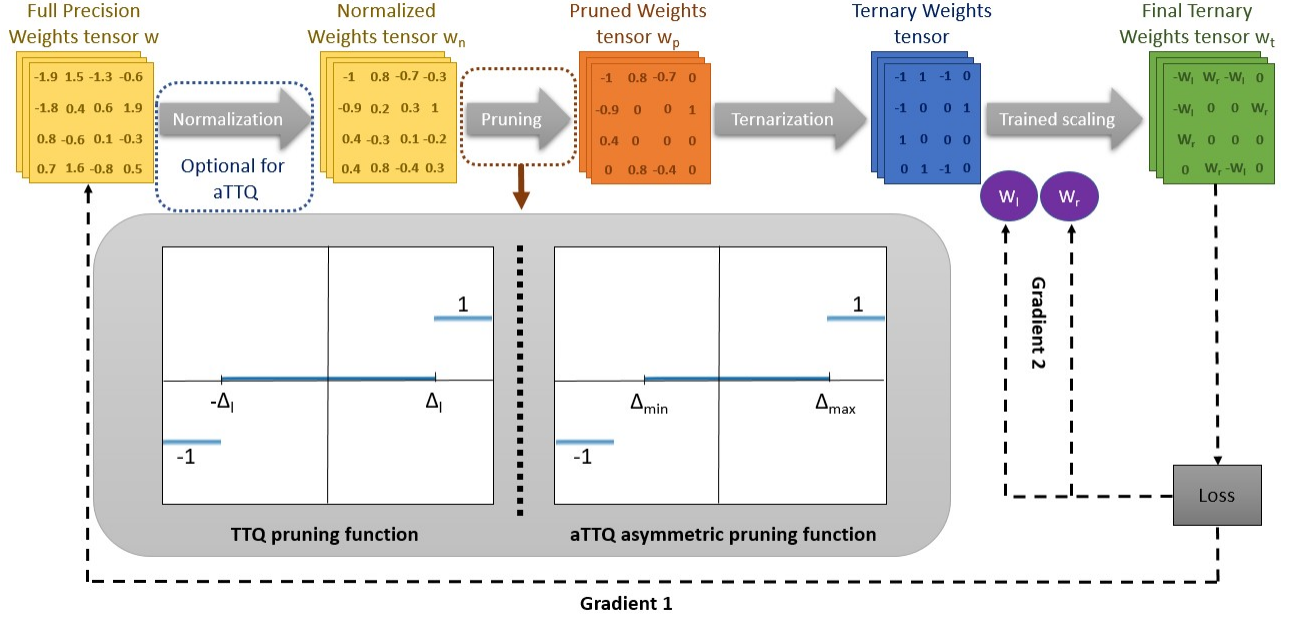 Full Precision
Weights tensor w
Normalized
Weights tensor wn
Pruned Weights
tensor wp
Ternary Weights
tensor
Final Ternary
Weights tensor wt
-1.9 1.5 -1.3 -0.6
-1.8 0.4 0.6 1.9
0.8 -0.6 0.1 -0.3
0.7 1.6 -0.8 0.5
Normalization
Optional for
aTTQ
-1 0.8 -0.7 -0.3
-0.9 0.2 0.3 1
0.4 -0.3 0.1 -0.2
0.4 0.8 -0.4 0.3
Pruning
-1 0.8 -0.7 0
-0.9 0 0 1
0.4 0 0 0
0 0.8 -0.4 0
Ternarization
-1 1 -1 0
-1 0 0 1
1 0 0 0
0 1 -1 0
Trained scaling
-Wl Wr -Wl 0
-Wl 0 0 Wr
Wr 0 0 0
0 Wr -Wl 0
Wl
Wr
1
-Δl
Δl
-1
TTQ pruning function
1
Δmin
Δmax
-1
aTTQ asymmetric pruning function
Gradient 2
Loss
Gradient 1